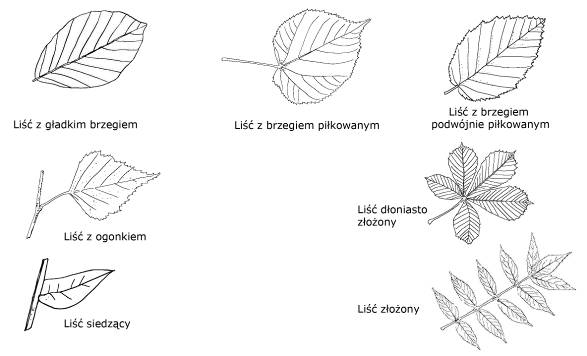 Liść z gładkim brzegiem
Liść z brzegiem piłkowanym
Liść z brzegiem
podwójnie piłkowanym
Liść z ogonkiem
Liść dłoniasto
złożony
Liść siedzący
Liść złożony